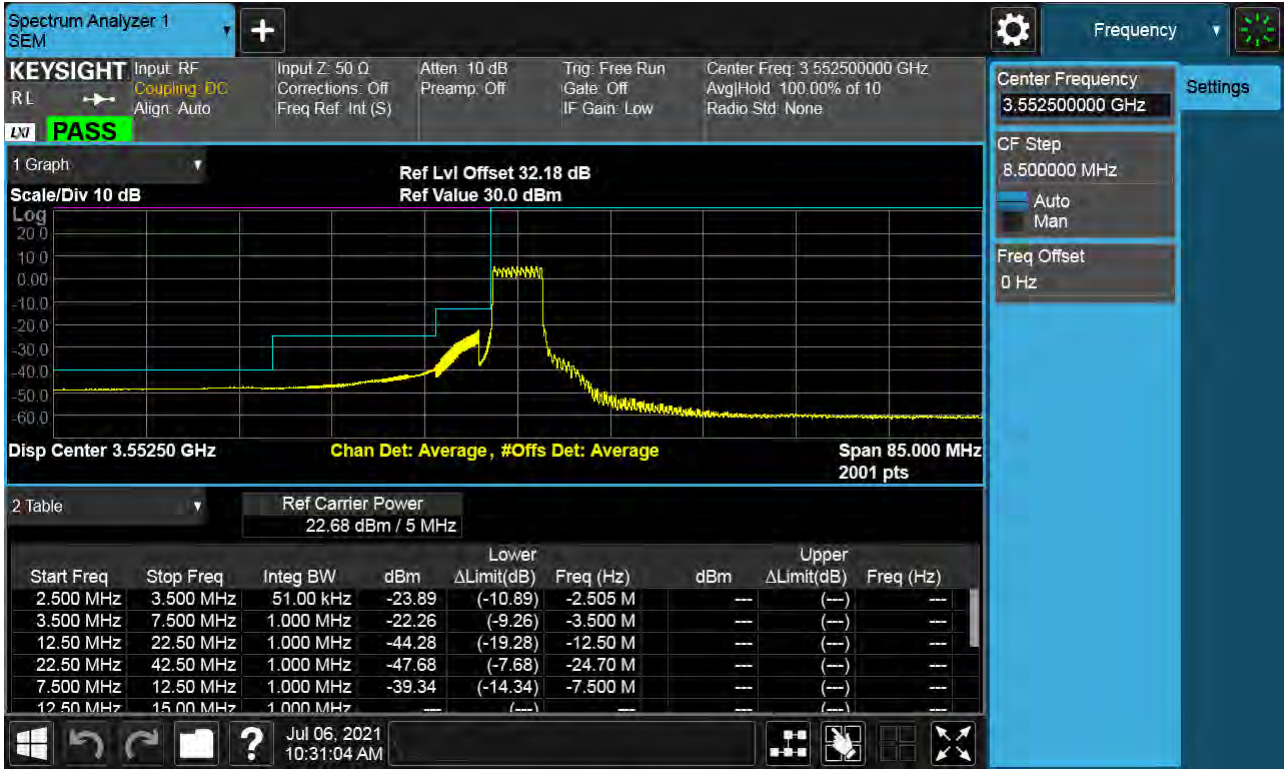 Spectrum Analyzer 1
SEM
Frequency
KEYSIGHT
RL
LXI
PASS
Input: RF
Coupling: DC
Align: Auto
Input Z: 50 Ω
Corrections: Off
Freq Ref: Int (S)
Atten: 10 dB
Preamp: Off
Trig: Free Run
Gate: Off
IF Gain: Low
Center Freq: 3.552500000 GHz
Avg|Hold: 100.00% of 10
Radio Std: None
Center Frequency
3.552500000 GHz
Settings
CF Step
8.500000 MHz
Auto
Man
Freq Offset
0 Hz
1 Graph
Scale/Div 10 dB
Ref Lvl Offset 32.18 dB
Ref Value 30.0 dBm
Log
20.0
10.0
0.00
-10.0
-20.0
-30.0
-40.0
-50.0
-60.0
Disp Center 3.55250 GHz
Chan Det: Average , #Offs Det: Average
Span 85.000 MHz
2001 pts
2 Table
Ref Carrier Power
22.68 dBm / 5 MHz
Lower Upper
Start Freq Stop Freq Integ BW dBm ΔLimit(dB) Freq (Hz) dBm ΔLimit(dB) Freq (Hz)
2.500 MHz 3.500 MHz 51.00 kHz -23.89 (-10.89) -2.505 M --- (---) ---
3.500 MHz 7.500 MHz 1.000 MHz -22.26 (-9.26) -3.500 M --- (---) ---
12.50 MHz 22.50 MHz 1.000 MHz -44.28 (-19.28) -12.50 M --- (---) ---
22.50 MHz 42.50 MHz 1.000 MHz -47.68 (-7.68) -24.70 M --- (---) ---
7.500 MHz 12.50 MHz 1.000 MHz -39.34 (-14.34) -7.500 M --- (---) ---
12.50 MHz 15.00 MHz 1.000 MHz --- (---) --- --- (---) ---
?
Jul 06, 2021
10:31:04 AM